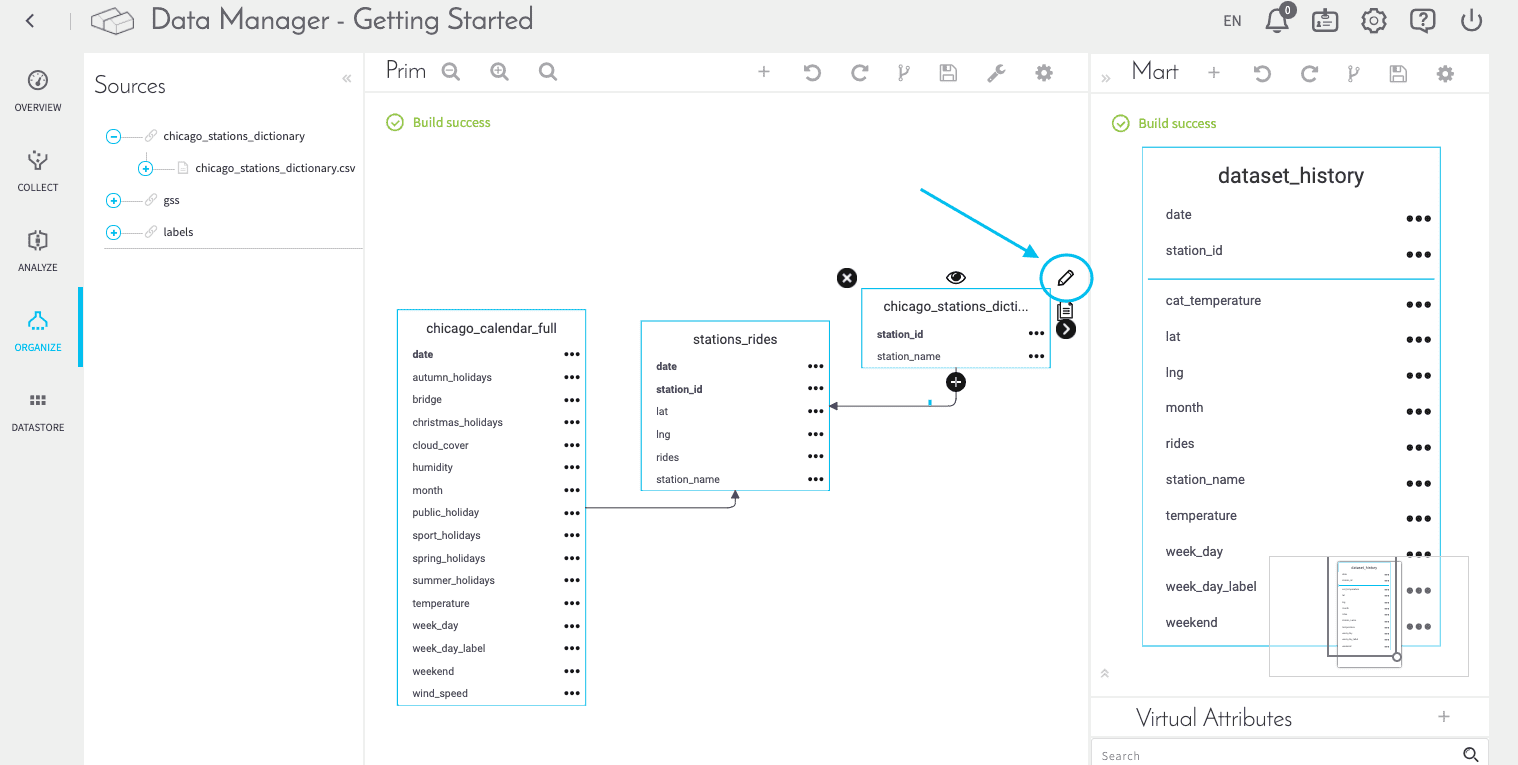 Data Manager - Getting Started
EN
0
OVERVIEW
COLLECT
ANALYZE
ORGANIZE
DATASTORE
Sources
chicago_stations_dictionary
chicago_stations_dictionary.csv
gss
labels
Prim
Build success
chicago_calendar_full
date
autumn_holidays
bridge
christmas_holidays
cloud_cover
humidity
month
public_holiday
sport_holidays
spring_holidays
summer_holidays
temperature
week_day
week_day_label
weekend
wind_speed
stations_rides
date
station_id
lat
lng
rides
station_name
chicago_stations_dicti...
station_id
station_name
Mart
Build success
dataset_history
date
station_id
cat_temperature
lat
lng
month
rides
station_name
temperature
week_day
week_day_label
weekend
dataset_history
Virtual Attributes
Search